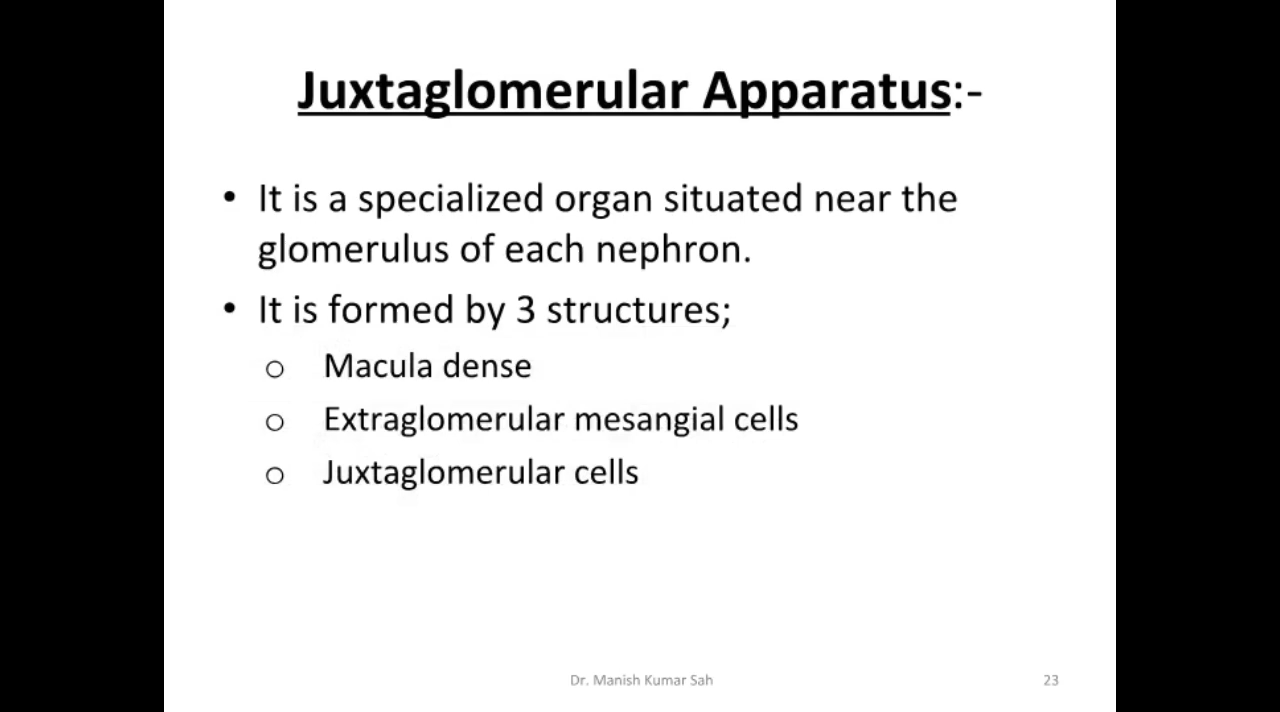 Juxtaglomerular Apparatus:-
• It is a specialized organ situated near the
glomerulus of each nephron.
• It is formed by 3 structures;
o Macula dense
o Extraglomerular mesangial cells
o Juxtaglomerular cells
Dr. Manish Kumar Sah
23